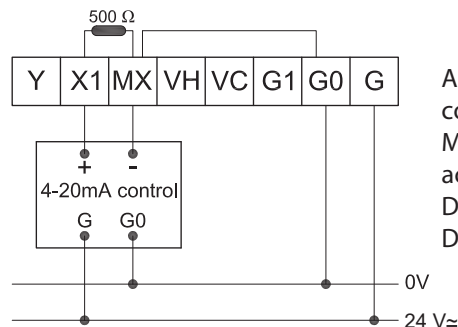 500 Ω
Y X1 MX VH VC G1 G0 G
+ -
4-20mA control
G G0
0V
24 V≂
A
co
M
ac
D
D